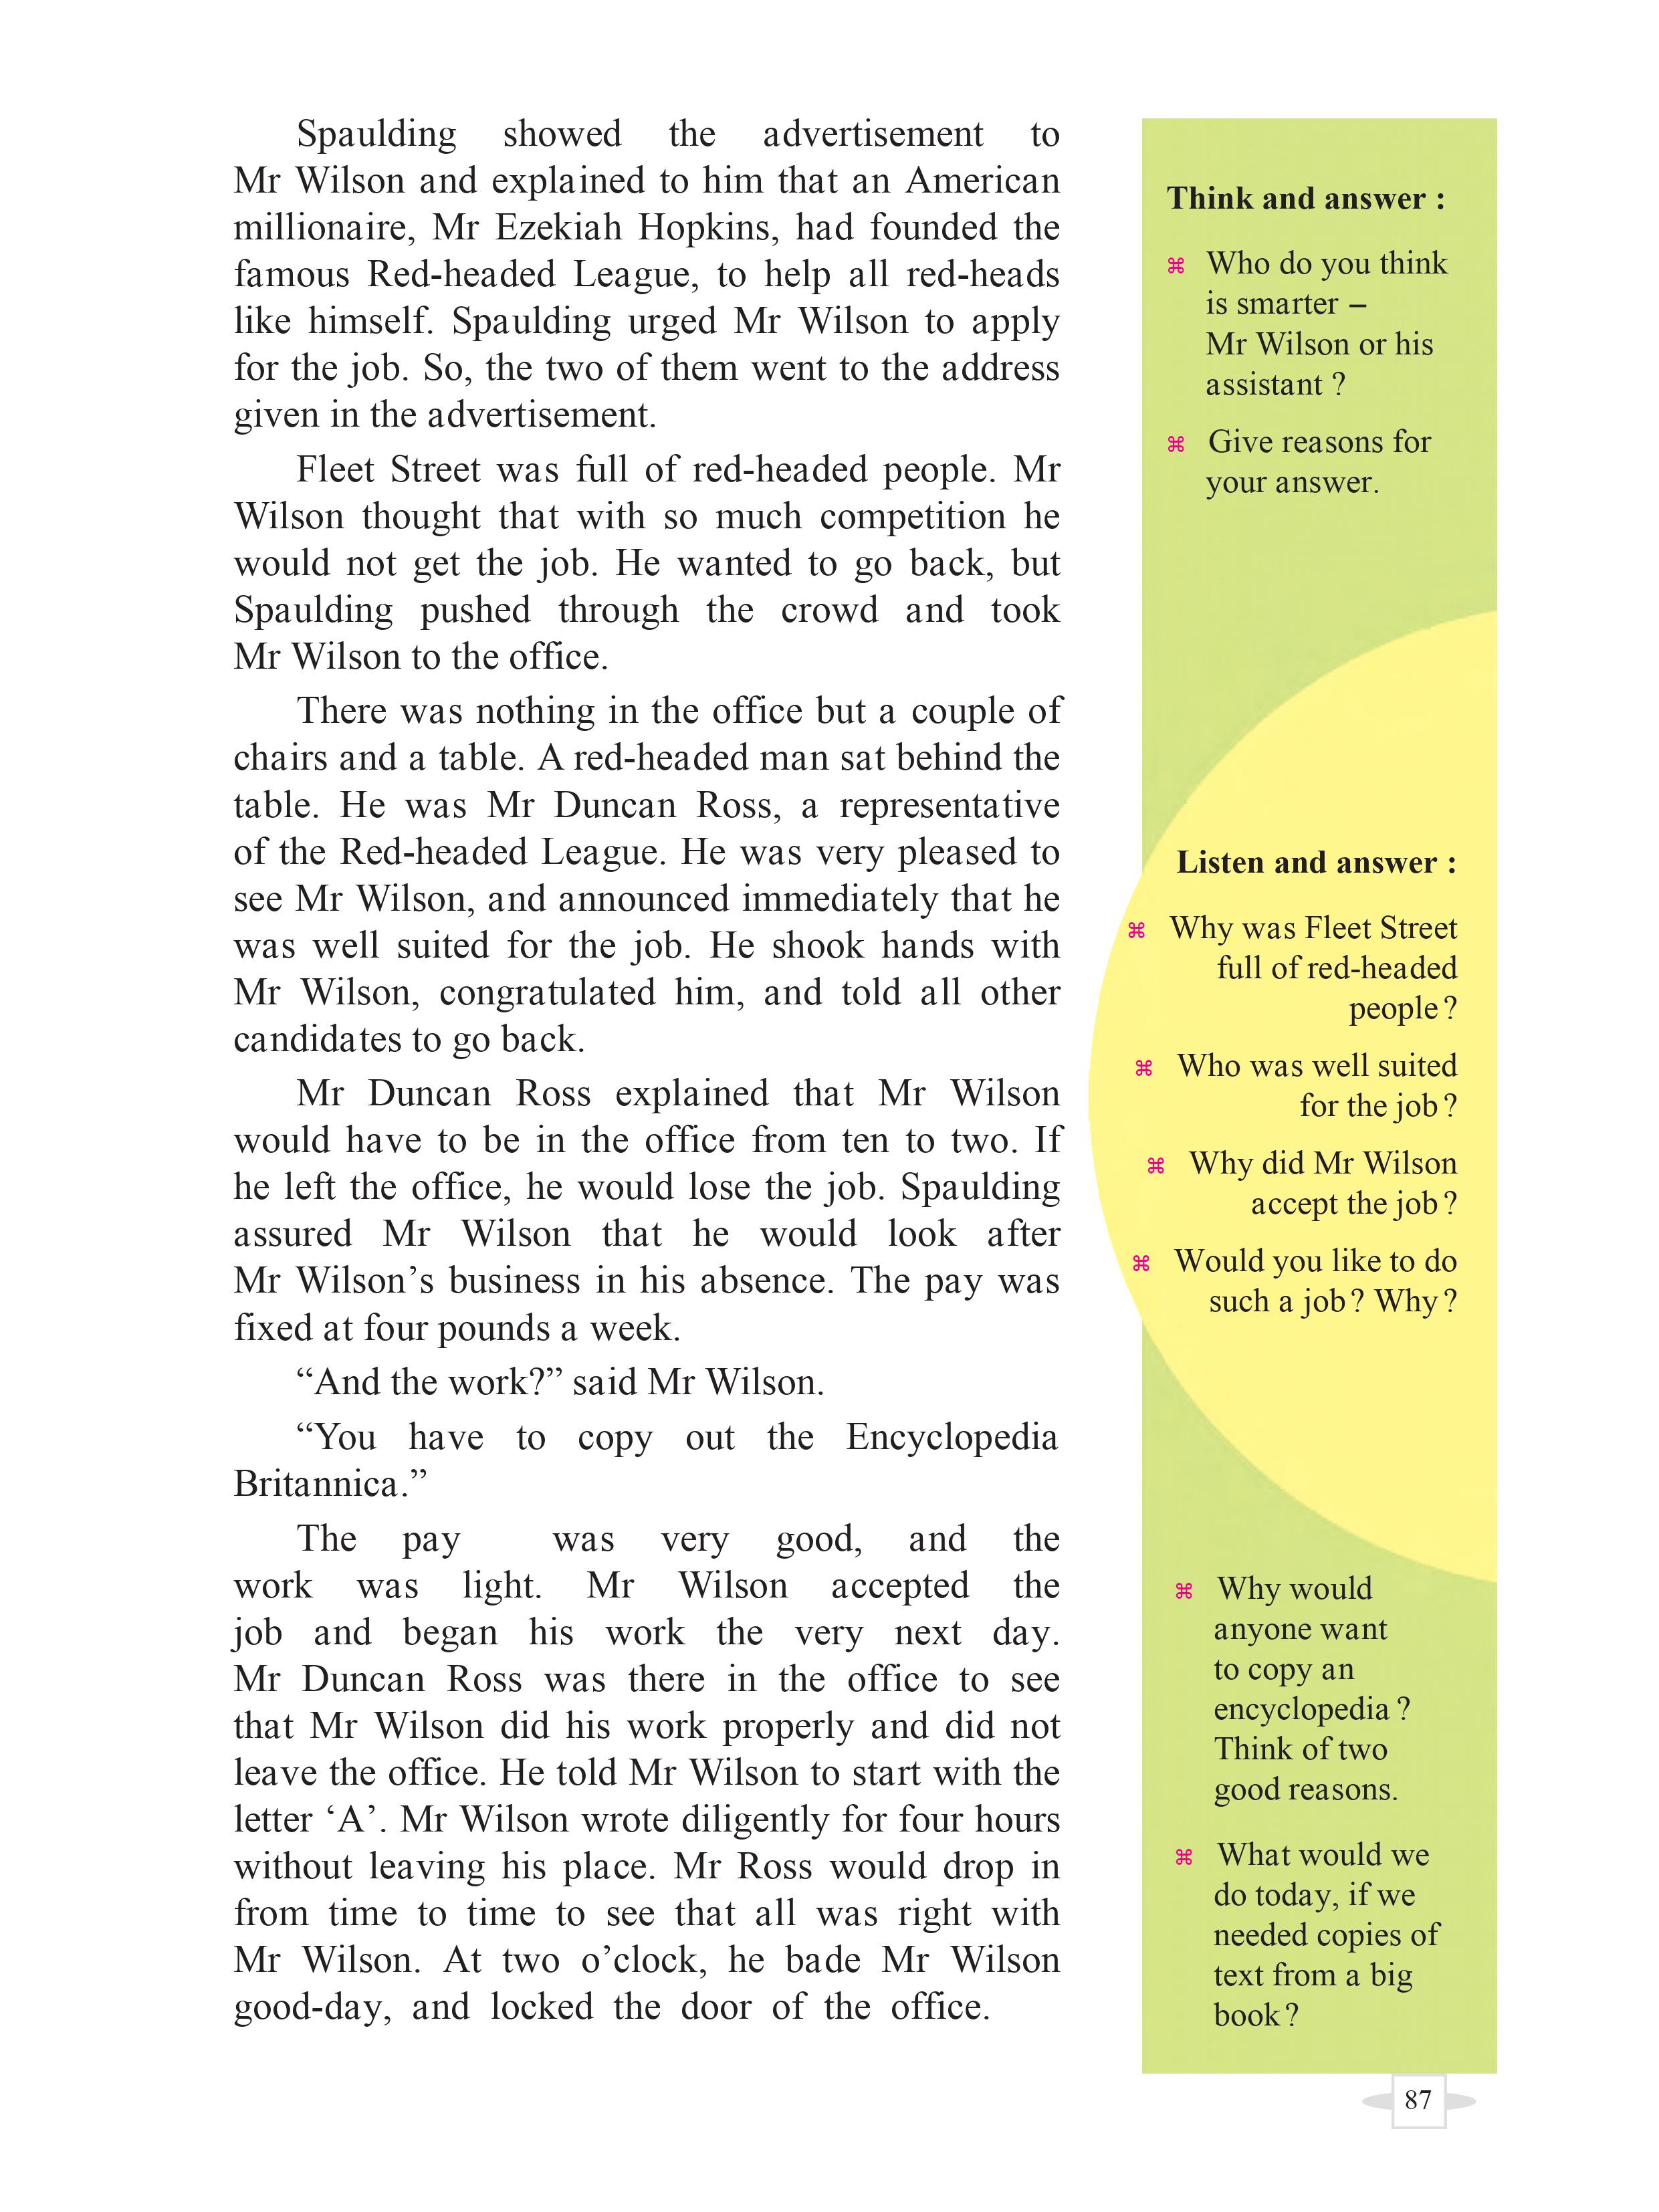 Spaulding showed the advertisement to
Mr Wilson and explained to him that an American
millionaire, Mr Ezekiah Hopkins, had founded the
famous Red-headed League, to help all red-heads
like himself. Spaulding urged Mr Wilson to apply
for the job. So, the two of them went to the address
given in the advertisement.
Fleet Street was full of red-headed people. Mr
Wilson thought that with so much competition he
would not get the job. He wanted to go back, but
Spaulding pushed through the crowd and took
Mr Wilson to the office.
There was nothing in the office but a couple of
chairs and a table. A red-headed man sat behind the
table. He was Mr Duncan Ross, a representative
of the Red-headed League. He was very pleased to
see Mr Wilson, and announced immediately that he
was well suited for the job. He shook hands with
Mr Wilson, congratulated him, and told all other
candidates to go back.
Mr Duncan Ross explained that Mr Wilson
would have to be in the office from ten to two. If
he left the office, he would lose the job. Spaulding
assured Mr Wilson that he would look after
Mr Wilson’s business in his absence. The pay was
fixed at four pounds a week.
“And the work?” said Mr Wilson.
“You have to copy out the Encyclopedia
Britannica.”
The pay was very good, and the
work was light. Mr Wilson accepted the
job and began his work the very next day.
Mr Duncan Ross was there in the office to see
that Mr Wilson did his work properly and did not
leave the office. He told Mr Wilson to start with the
letter ‘A’. Mr Wilson wrote diligently for four hours
without leaving his place. Mr Ross would drop in
from time to time to see that all was right with
Mr Wilson. At two o’clock, he bade Mr Wilson
good-day, and locked the door of the office.
Think and answer :
⌘ Who do you think
is smarter –
Mr Wilson or his
assistant ?
⌘ Give reasons for
your answer.
Listen and answer :
⌘ Why was Fleet Street
full of red-headed
people ?
⌘ Who was well suited
for the job ?
⌘ Why did Mr Wilson
accept the job ?
⌘ Would you like to do
such a job ? Why ?
⌘ Why would
anyone want
to copy an
encyclopedia ?
Think of two
good reasons.
⌘ What would we
do today, if we
needed copies of
text from a big
book ?
87